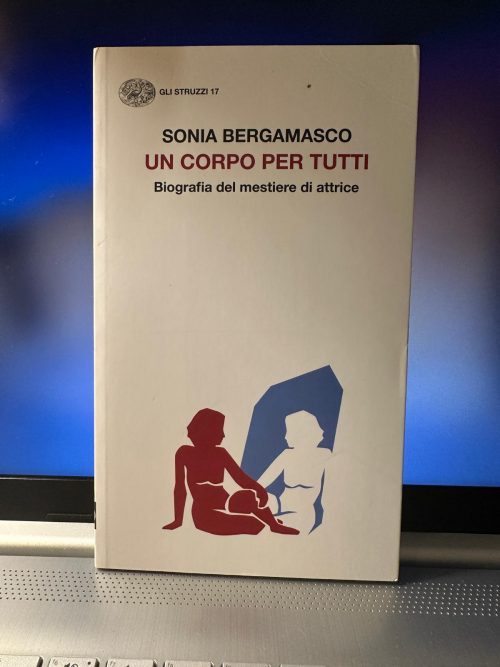 GLI STRUZZI 17
SONIA BERGAMASCO
UN CORPO PER TUTTI
Biografia del mestiere di attrice